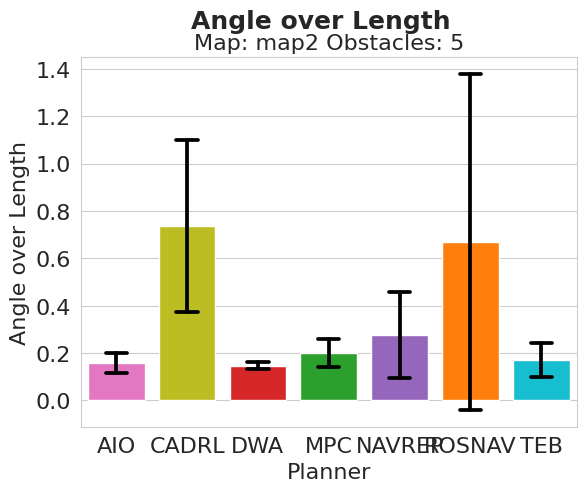 Angle over Length
Map: map2 Obstacles: 5
1.4
1.2
1.0
0.8
0.6
0.4
0.2
0.0
Angle over Length
AIO CADRL DWA MPC NAVREP ROSNAV TEB
Planner